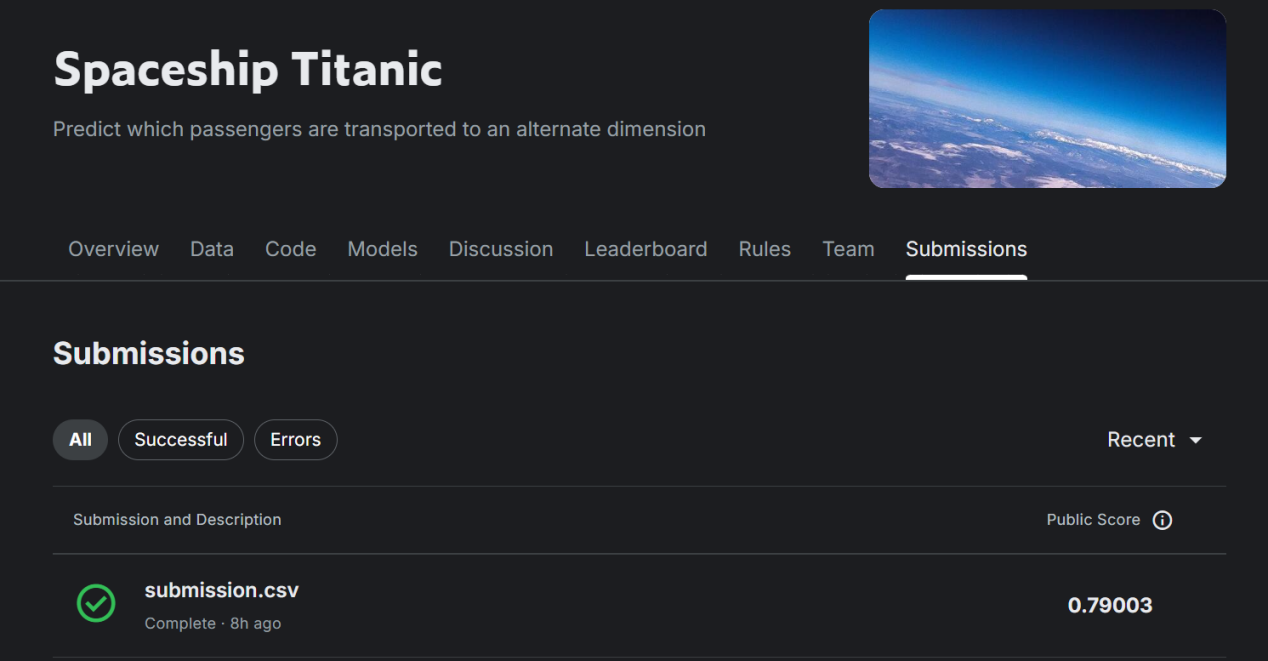 Spaceship Titanic
Predict which passengers are transported to an alternate dimension
Overview Data Code Models Discussion Leaderboard Rules Team Submissions
Submissions
All Successful Errors Recent
Submission and Description Public Score
submission.csv
0.79003
Complete · 8h ago